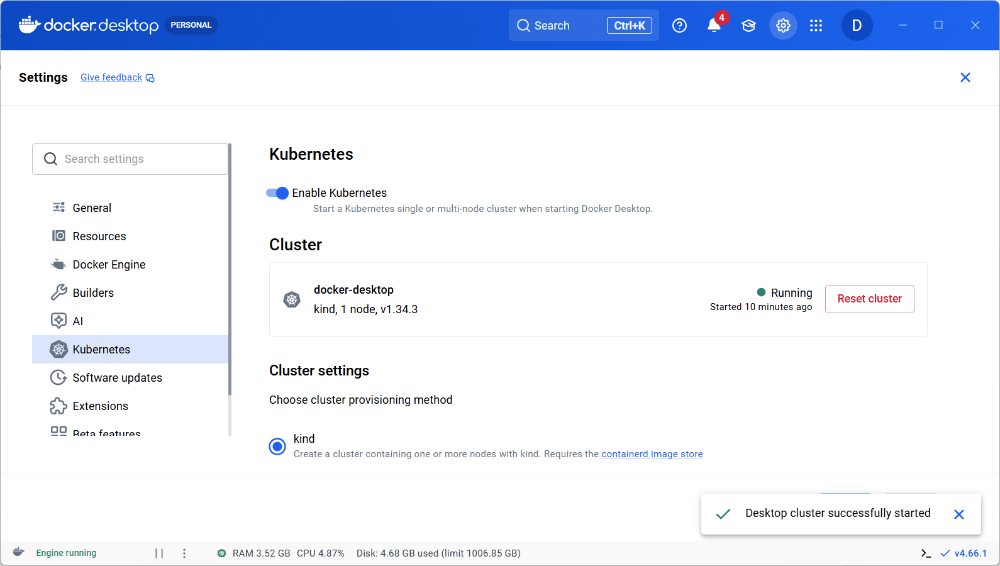 docker.desktop PERSONAL Search Ctrl+K 4 D
Settings Give feedback
Search settings
General
Resources
Docker Engine
Builders
AI
Kubernetes
Software updates
Extensions
Beta features
Kubernetes
Enable Kubernetes
Start a Kubernetes single or multi-node cluster when starting Docker Desktop.
Cluster
docker-desktop
kind, 1 node, v1.34.3
Running
Started 10 minutes ago
Reset cluster
Cluster settings
Choose cluster provisioning method
kind
Create a cluster containing one or more nodes with kind. Requires the containerd image store
Desktop cluster successfully started
Engine running RAM 3.52 GB CPU 4.87% Disk: 4.68 GB used (limit 1006.85 GB) v4.66.1